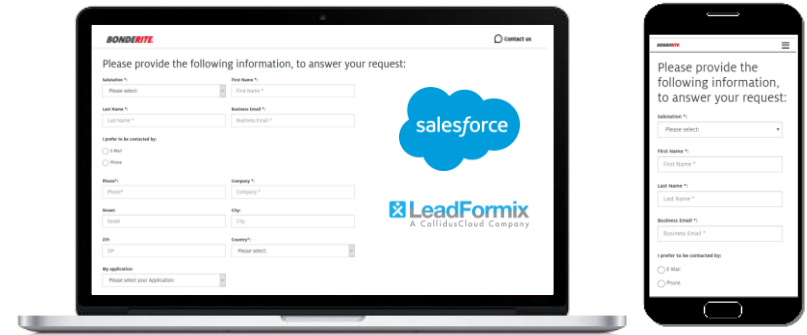 BONDERITE
Contact us
Please provide the following information, to answer your request:
Salutation *:
First Name *:
Please select:
First Name *
Last Name *:
Business Email *:
Last Name *
Business Email *
I prefer to be contacted by:
E-Mail
Phone
Phone*:
Company *:
Phone*
Company *
Street:
City:
Street
City
ZIP:
Country*:
ZIP
Please select:
My application:
Please select your Application:
salesforce
LeadFormix
A CallidusCloud Company
BONDERITE
Please provide the
following information,
to answer your request:
Salutation *:
Please select:
First Name *:
First Name *
Last Name *:
Last Name *
Business Email *:
Business Email *
I prefer to be contacted by:
E-Mail
Phone